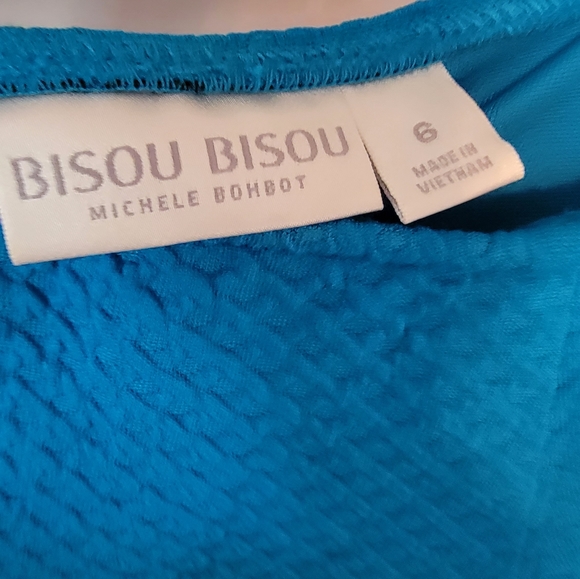 BISOU BISOU
MICHELE BOHBOT
6
MADE IN
VIETNAM